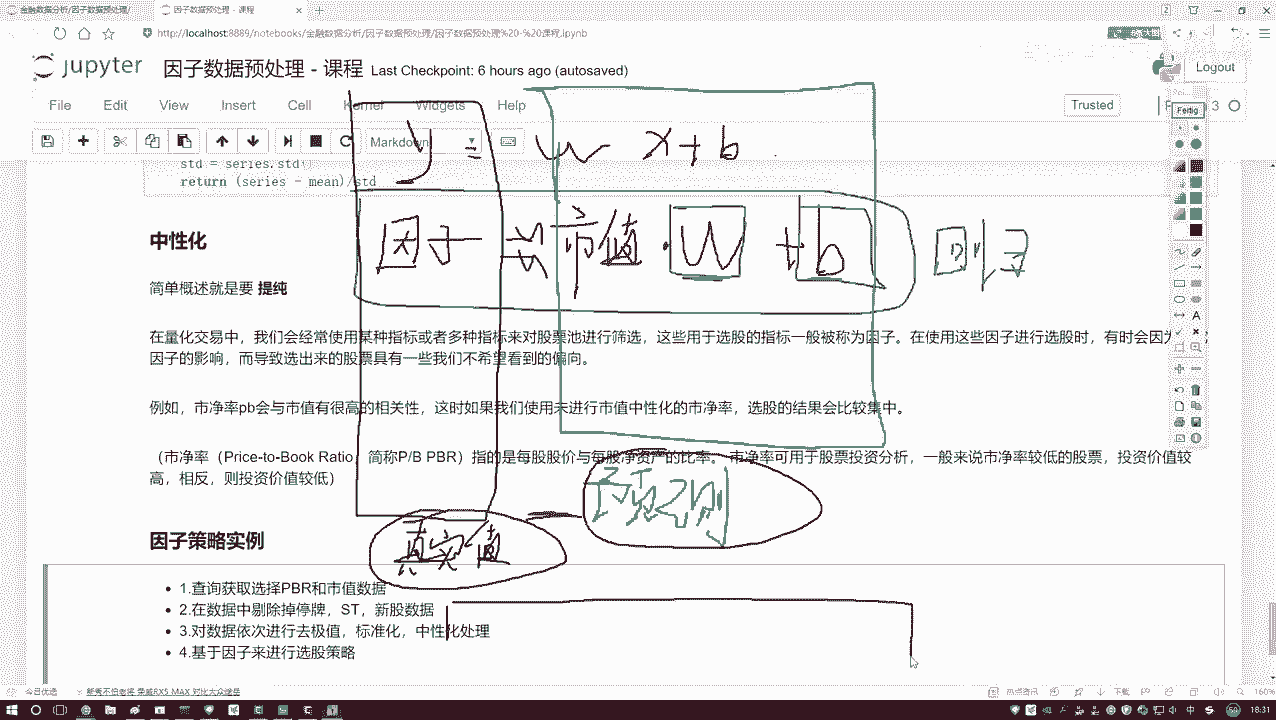 金融数据分析/因子数据预处理/
因子数据预处理 - 课程
http://localhost:8889/notebooks/金融数据分析/因子数据预处理/因子数据预处理%20-%20课程.ipynb
jupyter 因子数据预处理 - 课程 Last Checkpoint: 6 hours ago (autosaved)
Logout
File Edit View Insert Cell Kernel Widgets Help
Trusted
3
Markdown
y = w x + b
std = series.std()
return (series - mean)/std
因子 市值 · W + b 回归
中性化
简单概述就是要 提纯
在量化交易中，我们会经常使用某种指标或者多种指标来对股票池进行筛选，这些用于选股的指标一般被称为因子。在使用这些因子进行选股时，有时会因为
因子的影响，而导致选出来的股票具有一些我们不希望看到的偏向。
例如，市净率pb会与市值有很高的相关性，这时如果我们使用未进行市值中性化的市净率，选股的结果会比较集中。
（市净率（Price-to-Book Ratio，简称P/B PBR）指的是每股股价与每股净资产的比率。 市净率可用于股票投资分析，一般来说市净率较低的股票，投资价值较
高，相反，则投资价值较低）
真实值 - 预测
因子策略实例
1.查询获取选择PBR和市值数据
2.在数据中剔除掉停牌，ST，新股数据
3.对数据依次进行去极值，标准化，中性化处理
4.基于因子来进行选股策略
今日优选
热点资讯
下载
160%
18:31